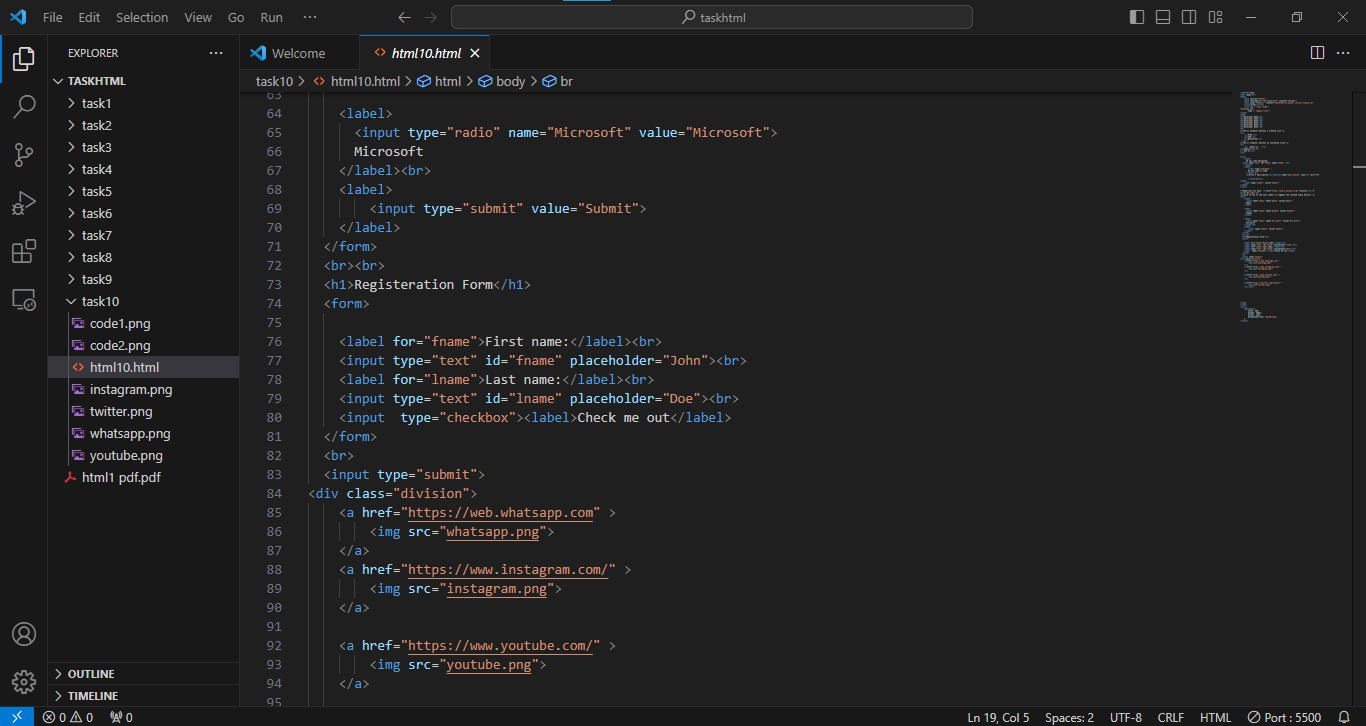 File Edit Selection View Go Run ··· taskhtml
EXPLORER ···
TASKHTML
task1
task2
task3
task4
task5
task6
task7
task8
task9
task10
code1.png
code2.png
html10.html
instagram.png
twitter.png
whatsapp.png
youtube.png
html1 pdf.pdf
OUTLINE
TIMELINE
Welcome html10.html
task10 > html10.html > html > body > br
63
64 <label>
65 <input type="radio" name="Microsoft" value="Microsoft">
66 Microsoft
67 </label><br>
68 <label>
69 <input type="submit" value="Submit">
70 </label>
71 </form>
72 <br><br>
73 <h1>Registeration Form</h1>
74 <form>
75
76 <label for="fname">First name:</label><br>
77 <input type="text" id="fname" placeholder="John"><br>
78 <label for="lname">Last name:</label><br>
79 <input type="text" id="lname" placeholder="Doe"><br>
80 <input  type="checkbox"><label>Check me out</label>
81 </form>
82 <br>
83 <input type="submit">
84 <div class="division">
85 <a href="https://web.whatsapp.com" >
86 <img src="whatsapp.png">
87 </a>
88 <a href="https://www.instagram.com/" >
89 <img src="instagram.png">
90 </a>
91
92 <a href="https://www.youtube.com/" >
93 <img src="youtube.png">
94 </a>
95
0 0 0 Ln 19, Col 5 Spaces: 2 UTF-8 CRLF HTML Port : 5500